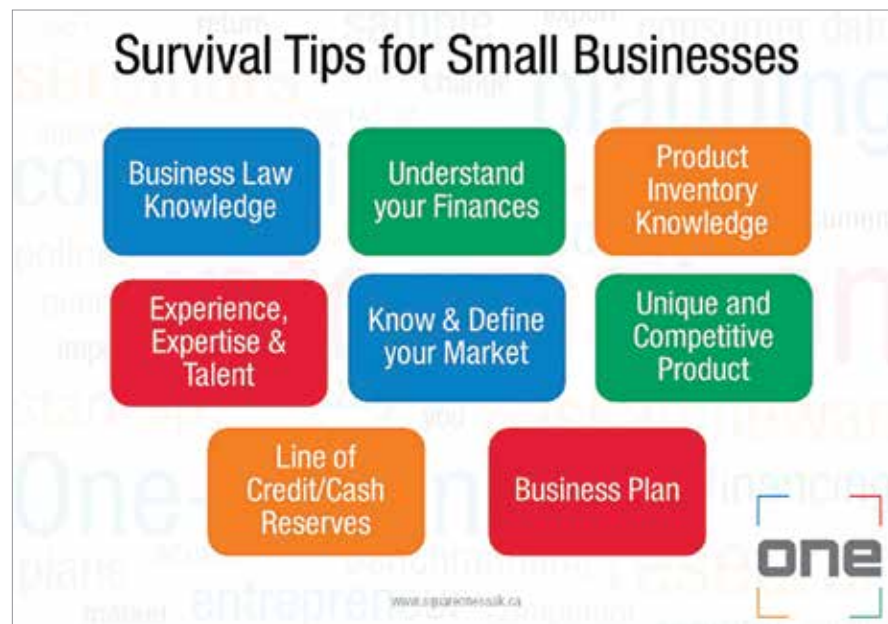 Survival Tips for Small Businesses
Business Law
Knowledge
Understand
your Finances
Product
Inventory
Knowledge
Experience,
Expertise &
Talent
Know & Define
your Market
Unique and
Competitive
Product
Line of
Credit/Cash
Reserves
Business Plan
one